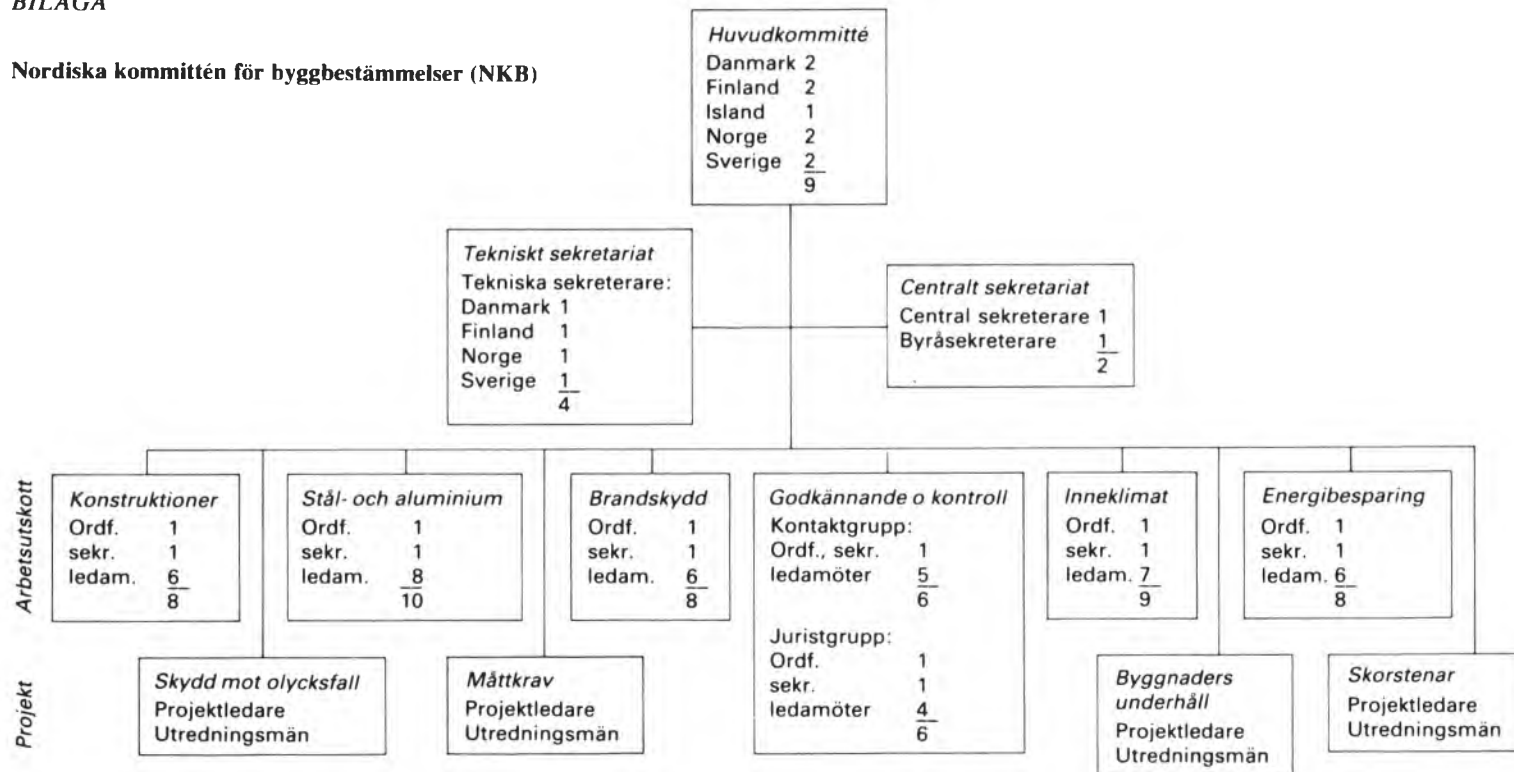 BILAGA
Nordiska kommittén för byggbestämmelser (NKB)
Huvudkommitté
Danmark 2
Finland 2
Island 1
Norge 2
Sverige 2
9
Tekniskt sekretariat
Tekniska sekreterare:
Danmark 1
Finland 1
Norge 1
Sverige 1
4
Centralt sekretariat
Central sekreterare 1
Byråsekreterare 1
2
Arbetsutskott
Konstruktioner
Ordf. 1
sekr. 1
ledam. 6
8
Stål- och aluminium
Ordf. 1
sekr. 1
ledam. 8
10
Brandskydd
Ordf. 1
sekr. 1
ledam. 6
8
Godkännande o kontroll
Kontaktgrupp:
Ordf., sekr. 1
ledamöter 5
6
Juristgrupp:
Ordf. 1
sekr. 1
ledamöter 4
6
Inneklimat
Ordf. 1
sekr. 1
ledam. 7
9
Energibesparing
Ordf. 1
sekr. 1
ledam. 6
8
Projekt
Skydd mot olycksfall
Projektledare
Utredningsmän
Måttkrav
Projektledare
Utredningsmän
Byggnaders
underhåll
Projektledare
Utredningsmän
Skorstenar
Projektledare
Utredningsmän